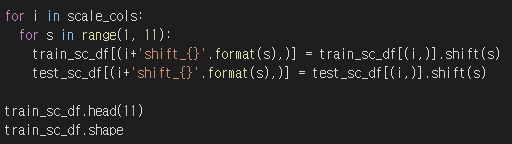 for i in scale_cols:
  for s in range(1, 11):
    train_sc_df[(i+'shift_{}'.format(s),)] = train_sc_df[(i,)].shift(s)
    test_sc_df[(i+'shift_{}'.format(s),)] = test_sc_df[(i,)].shift(s)

train_sc_df.head(11)
train_sc_df.shape